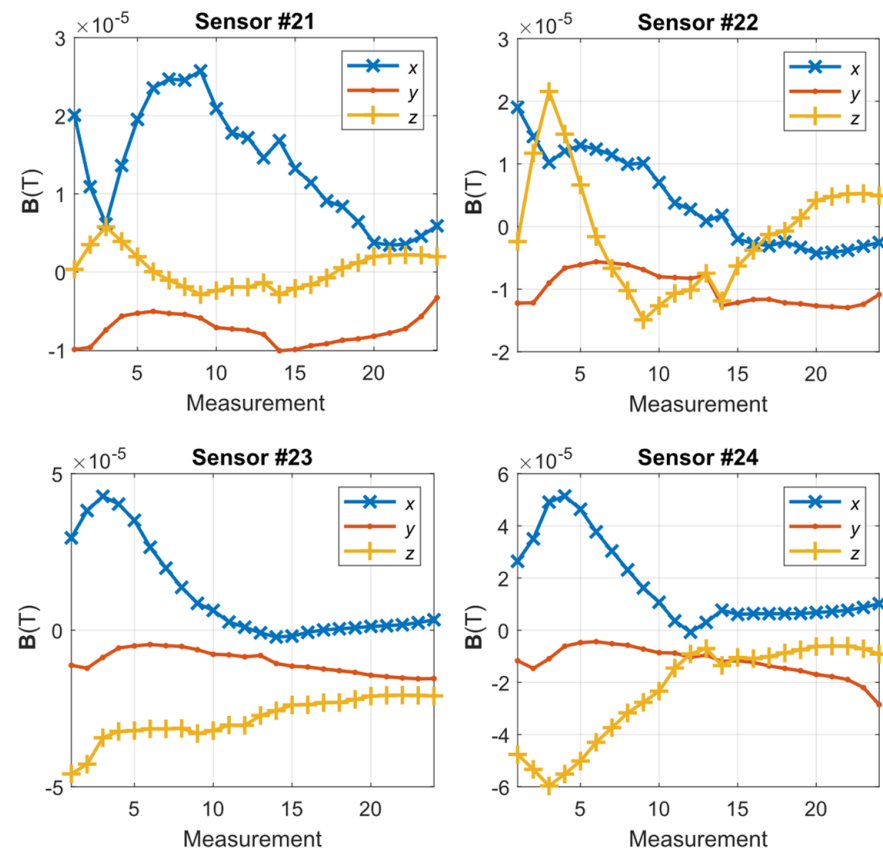 Sensor #21
×10⁻⁵
3
2
1
0
-1
B(T)
x
y
z
5
10
15
20
Measurement
Sensor #22
×10⁻⁵
3
2
1
0
-1
-2
B(T)
x
y
z
5
10
15
20
Measurement
Sensor #23
×10⁻⁵
5
0
-5
B(T)
x
y
z
5
10
15
20
Measurement
Sensor #24
×10⁻⁵
6
4
2
0
-2
-4
-6
B(T)
x
y
z
5
10
15
20
Measurement